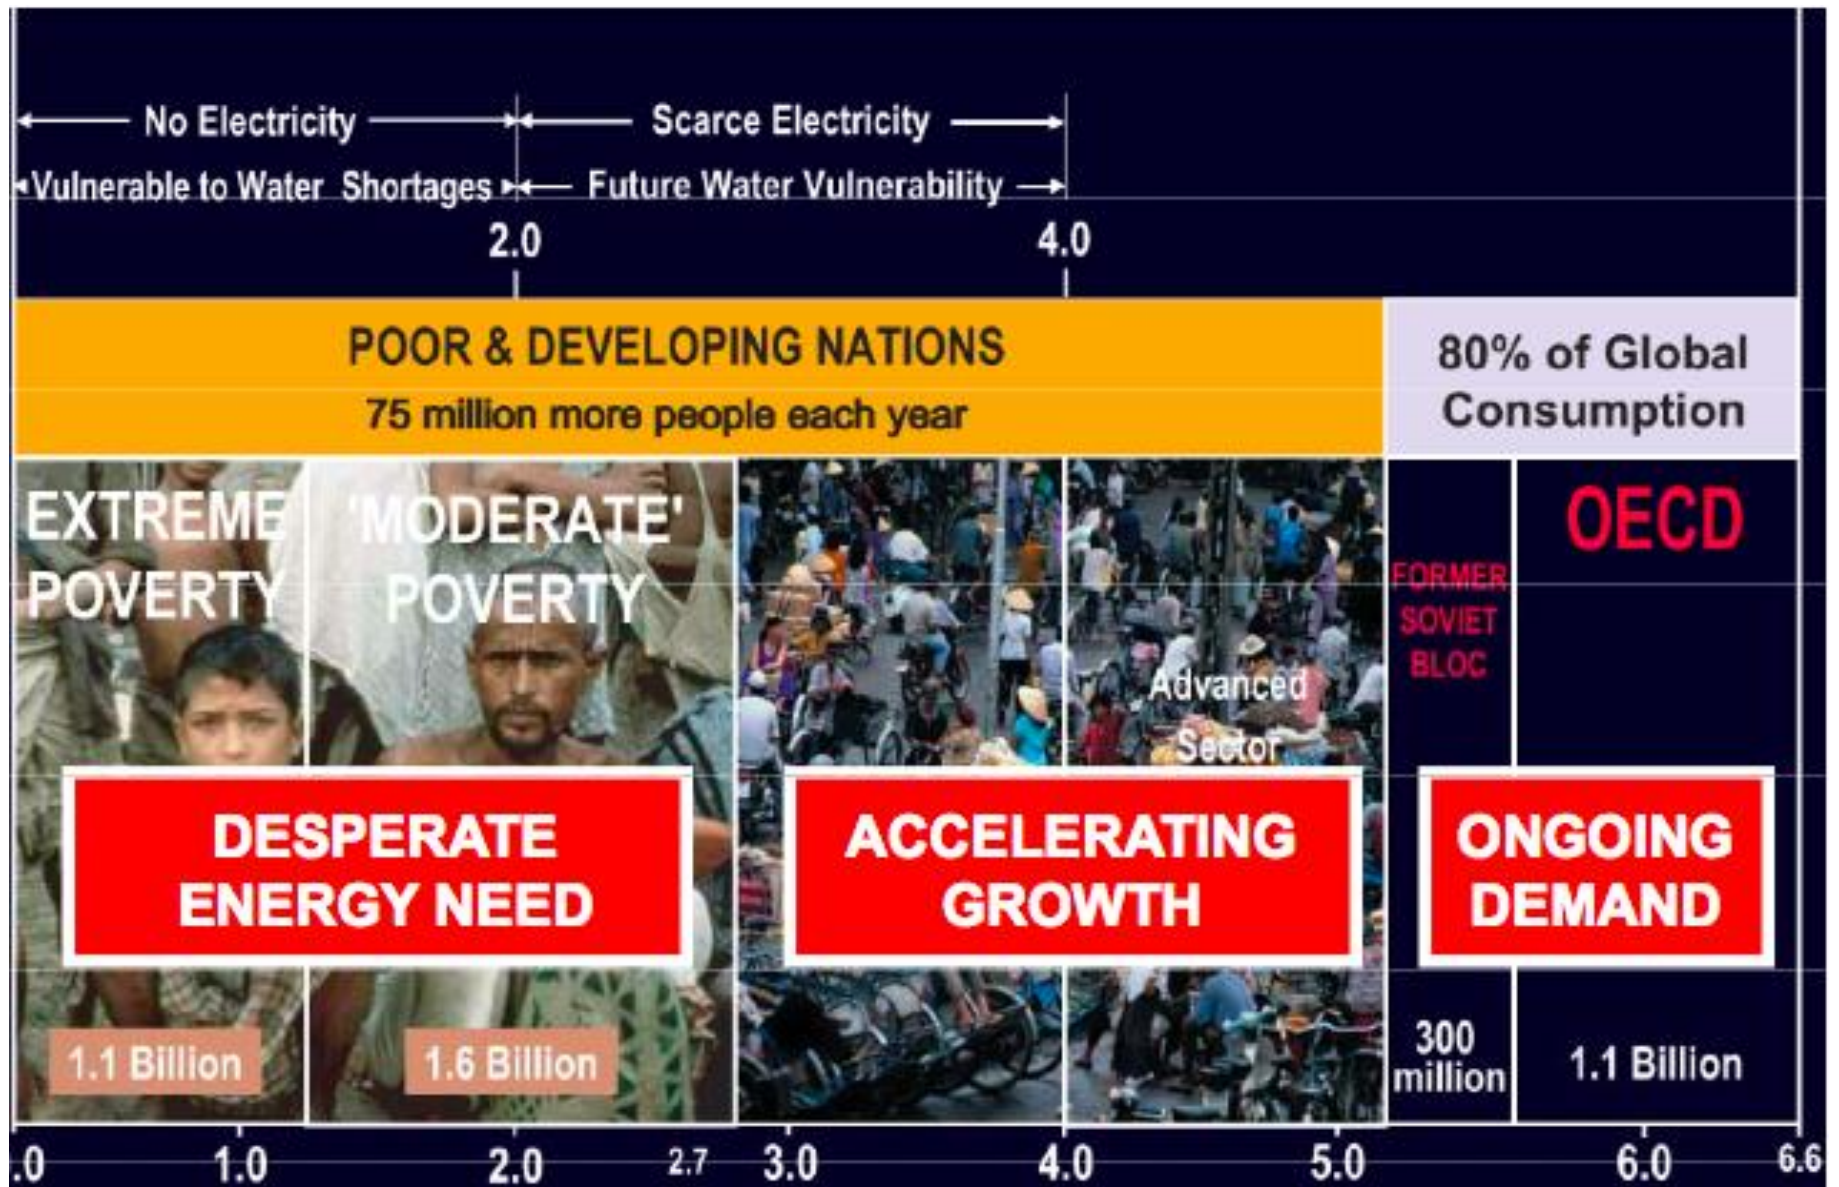 No Electricity
Scarce Electricity
Vulnerable to Water Shortages
Future Water Vulnerability
2.0
4.0
POOR & DEVELOPING NATIONS
75 million more people each year
80% of Global
Consumption
EXTREME
POVERTY
'MODERATE'
POVERTY
Advanced
Sector
FORMER
SOVIET
BLOC
OECD
DESPERATE
ENERGY NEED
ACCELERATING
GROWTH
ONGOING
DEMAND
1.1 Billion
1.6 Billion
300
million
1.1 Billion
.0
1.0
2.0
2.7
3.0
4.0
5.0
6.0
6.6